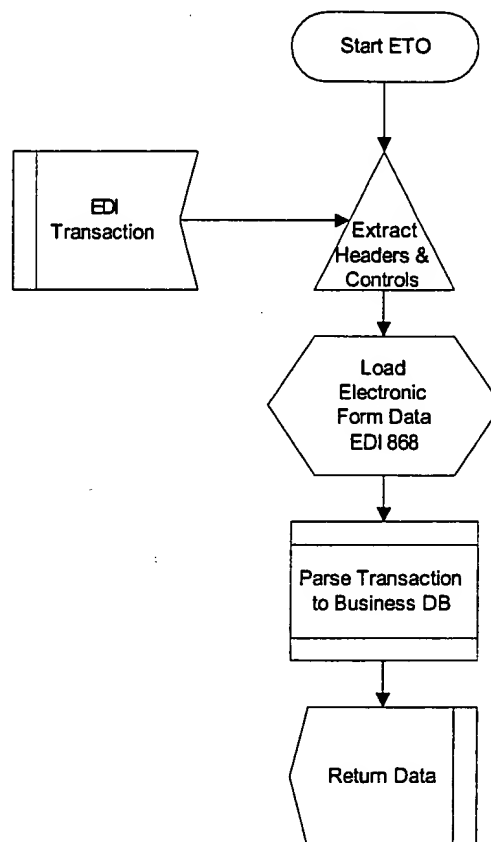 Start ETO
EDI
Transaction
Extract
Headers &
Controls
Load
Electronic
Form Data
EDI 868
Parse Transaction
to Business DB
Return Data